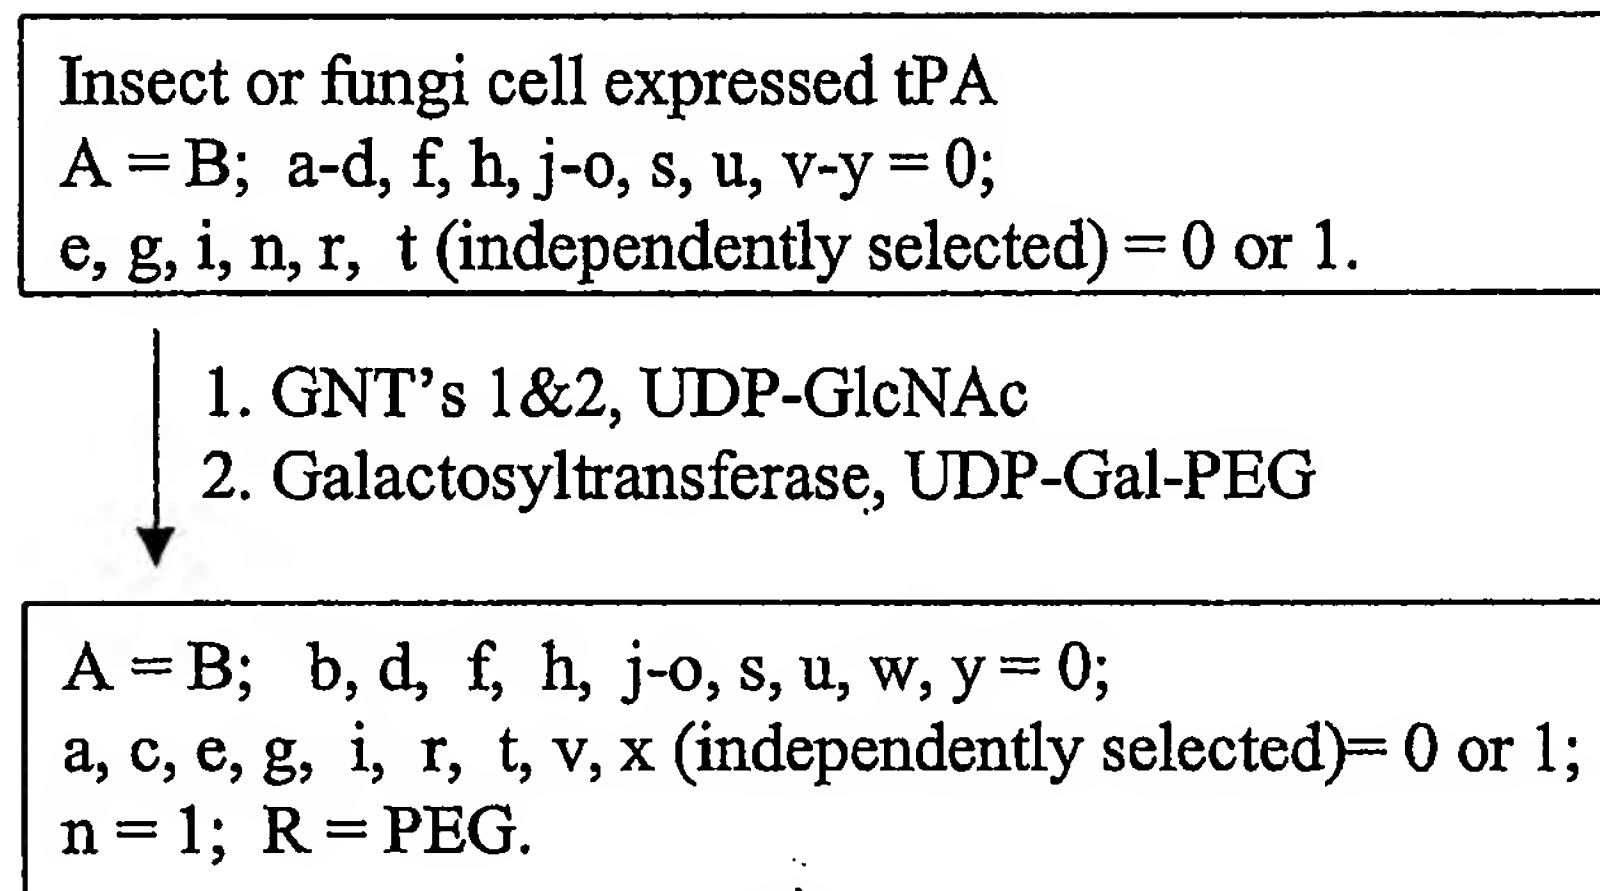 Insect or fungi cell expressed tPA
A = B; a-d, f, h, j-o, s, u, v-y = 0;
e, g, i, n, r, t (independently selected) = 0 or 1.
1. GNT's 1&2, UDP-GlcNAc
2. Galactosyltransferase, UDP-Gal-PEG
A = B; b, d, f, h, j-o, s, u, w, y = 0;
a, c, e, g, i, r, t, v, x (independently selected)= 0 or 1;
n = 1; R = PEG.